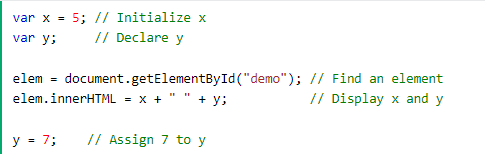 var x = 5; // Initialize x
var y;     // Declare y
elem = document.getElementById("demo"); // Find an element
elem.innerHTML = x + " " + y;           // Display x and y
y = 7;    // Assign 7 to y